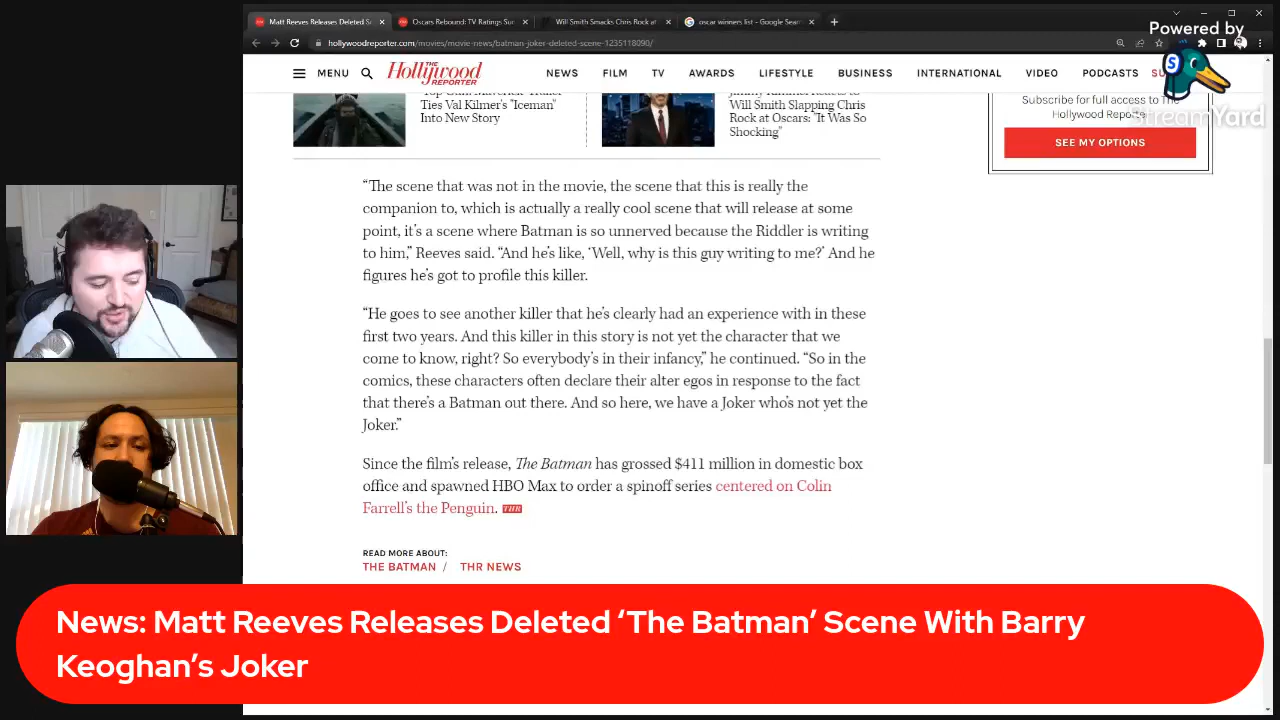 Matt Reeves Releases Deleted S
Oscars Rebound: TV Ratings Sur
Will Smith Smacks Chris Rock at
oscar winners list - Google Sear
hollywoodreporter.com/movies/movie-news/batman-joker-deleted-scene-1235118090/
Powered by
StreamYard
MENU
THE
Hollywood
REPORTER
NEWS FILM TV AWARDS LIFESTYLE BUSINESS INTERNATIONAL VIDEO PODCASTS SU
'Top Gun: Maverick' Trailer
Ties Val Kilmer's "Iceman"
Into New Story
Jimmy Kimmel Reacts to
Will Smith Slapping Chris
Rock at Oscars: "It Was So
Shocking"
Subscribe for full access to The
Hollywood Reporter
SEE MY OPTIONS
“The scene that was not in the movie, the scene that this is really the
companion to, which is actually a really cool scene that will release at some
point, it’s a scene where Batman is so unnerved because the Riddler is writing
to him,” Reeves said. “And he’s like, ‘Well, why is this guy writing to me?’ And he
figures he’s got to profile this killer.
“He goes to see another killer that he’s clearly had an experience with in these
first two years. And this killer in this story is not yet the character that we
come to know, right? So everybody’s in their infancy,” he continued. “So in the
comics, these characters often declare their alter egos in response to the fact
that there’s a Batman out there. And so here, we have a Joker who’s not yet the
Joker.”
Since the film’s release, The Batman has grossed $411 million in domestic box
office and spawned HBO Max to order a spinoff series centered on Colin
Farrell’s the Penguin. THR
READ MORE ABOUT:
THE BATMAN / THR NEWS
News: Matt Reeves Releases Deleted ‘The Batman’ Scene With Barry
Keoghan’s Joker